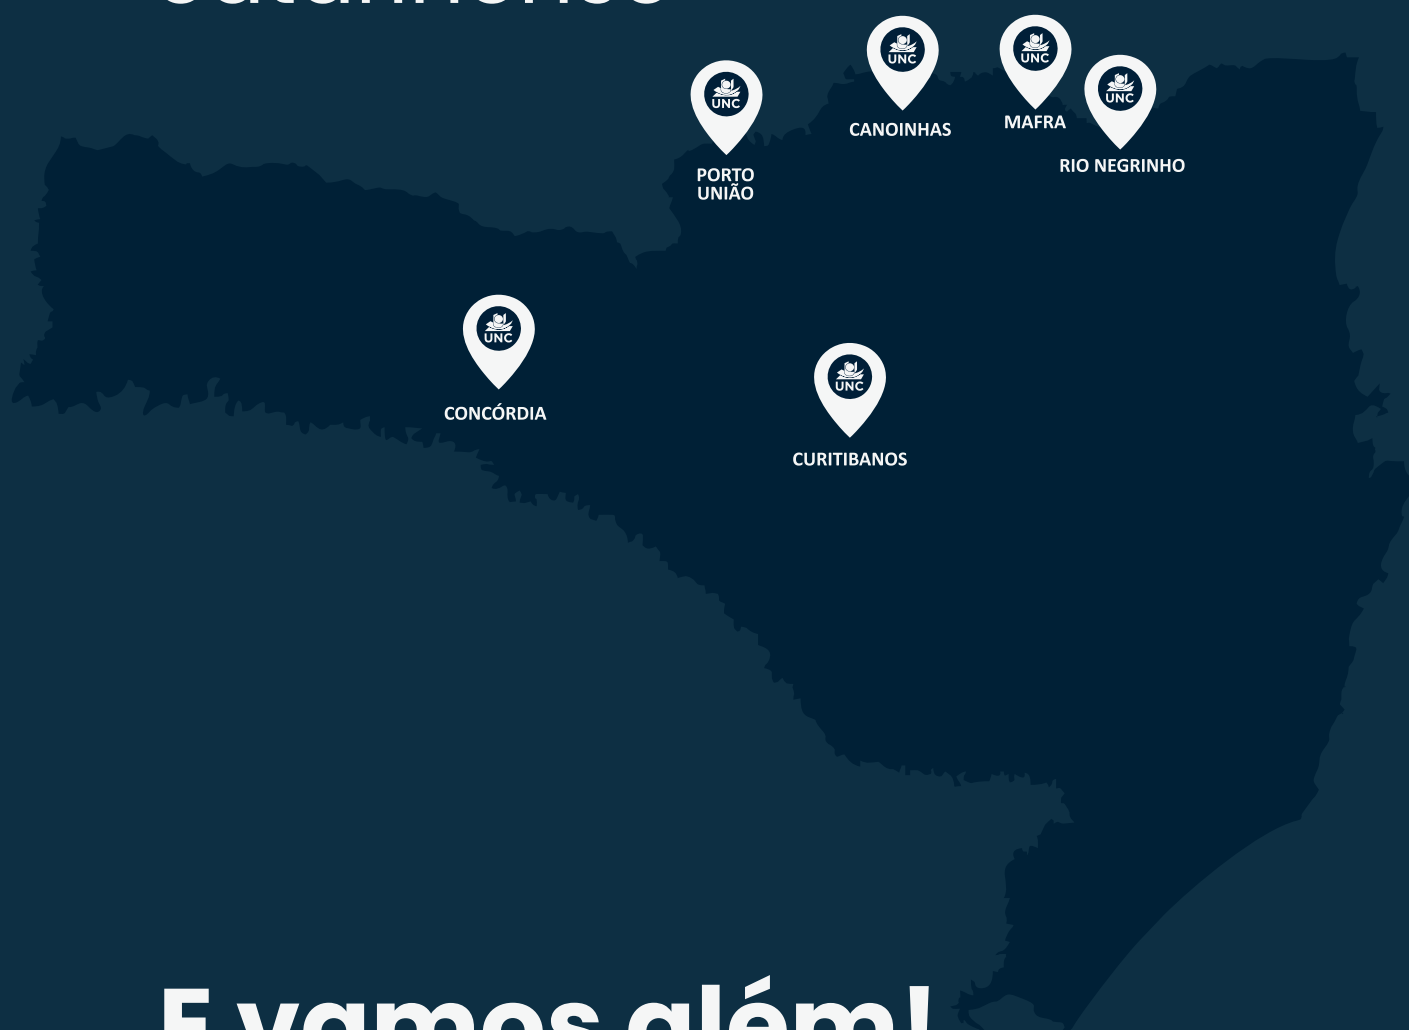 UNC
CANOINHAS
UNC
MAFRA
UNC
RIO NEGRINHO
UNC
PORTO
UNIÃO
UNC
CONCÓRDIA
UNC
CURITIBANOS
E vamos além!